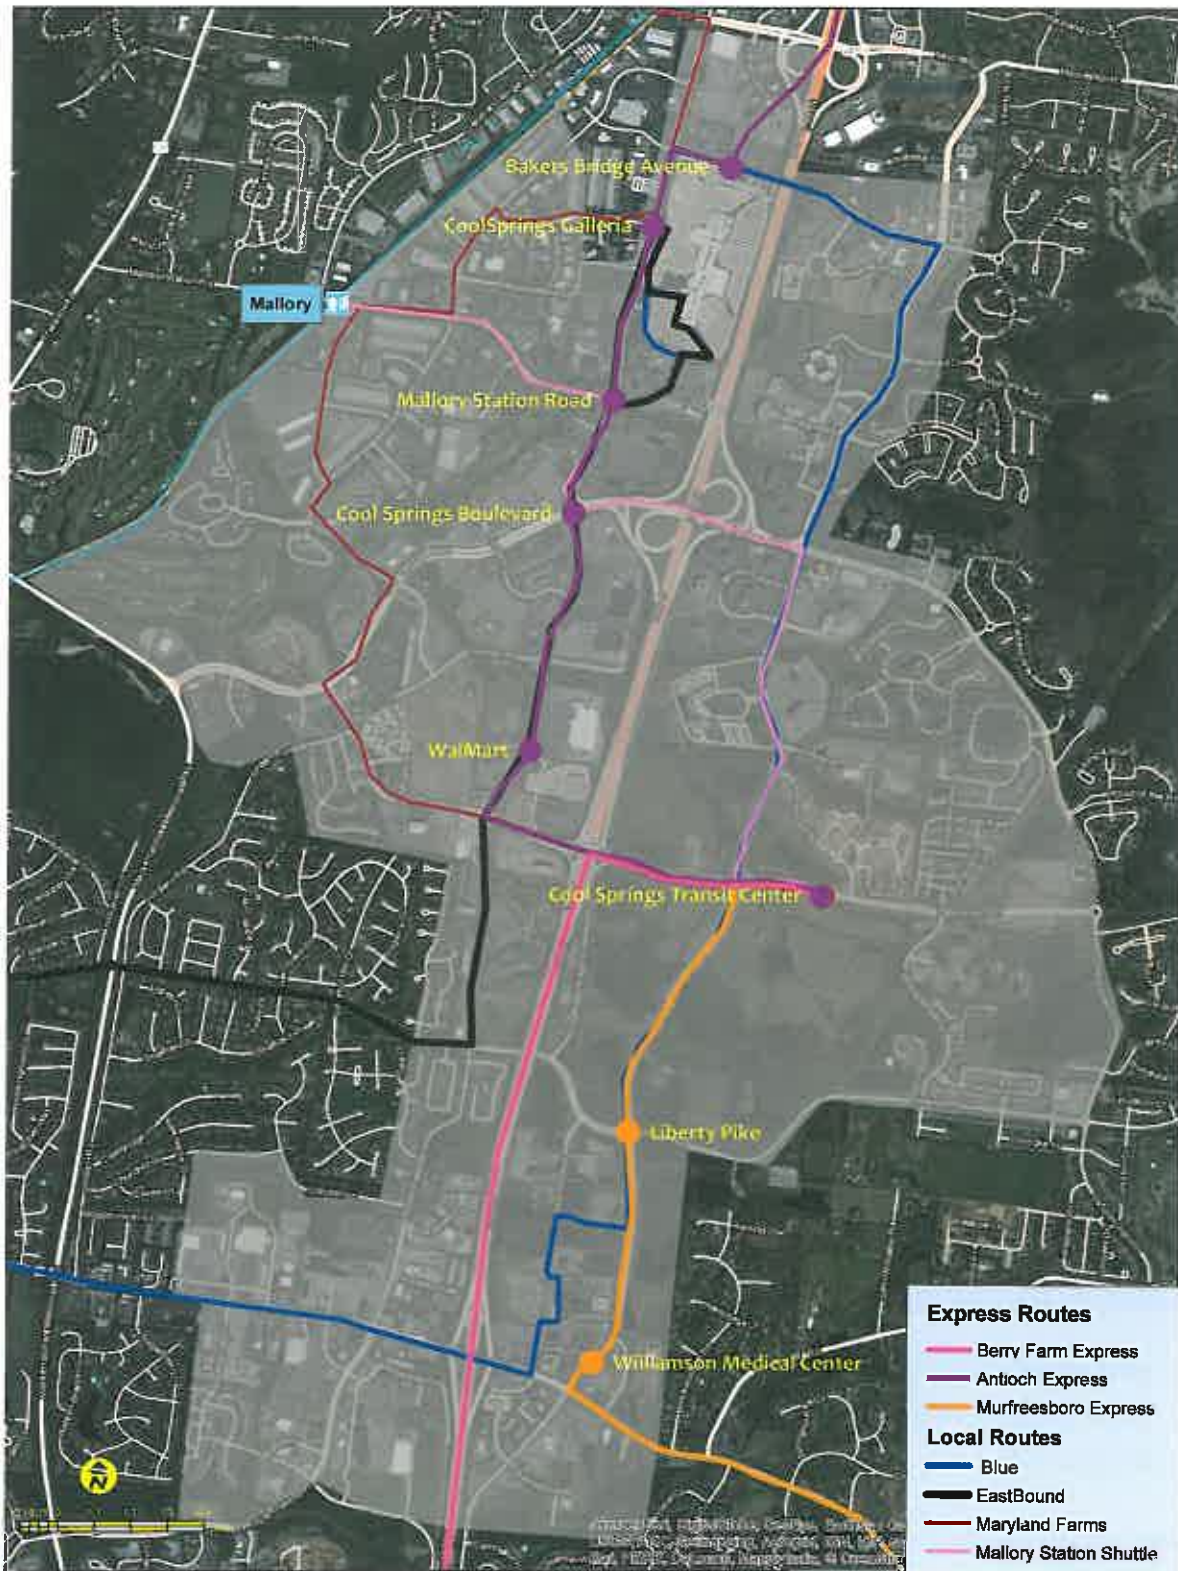 Bakers Bridge Avenue
CoolSprings Galleria
Mallory
Mallory Station Road
Cool Springs Boulevard
WalMart
Cool Springs Transit Center
Liberty Pike
Williamson Medical Center
N
Express Routes
Berry Farm Express
Antioch Express
Murfreesboro Express
Local Routes
Blue
EastBound
Maryland Farms
Mallory Station Shuttle